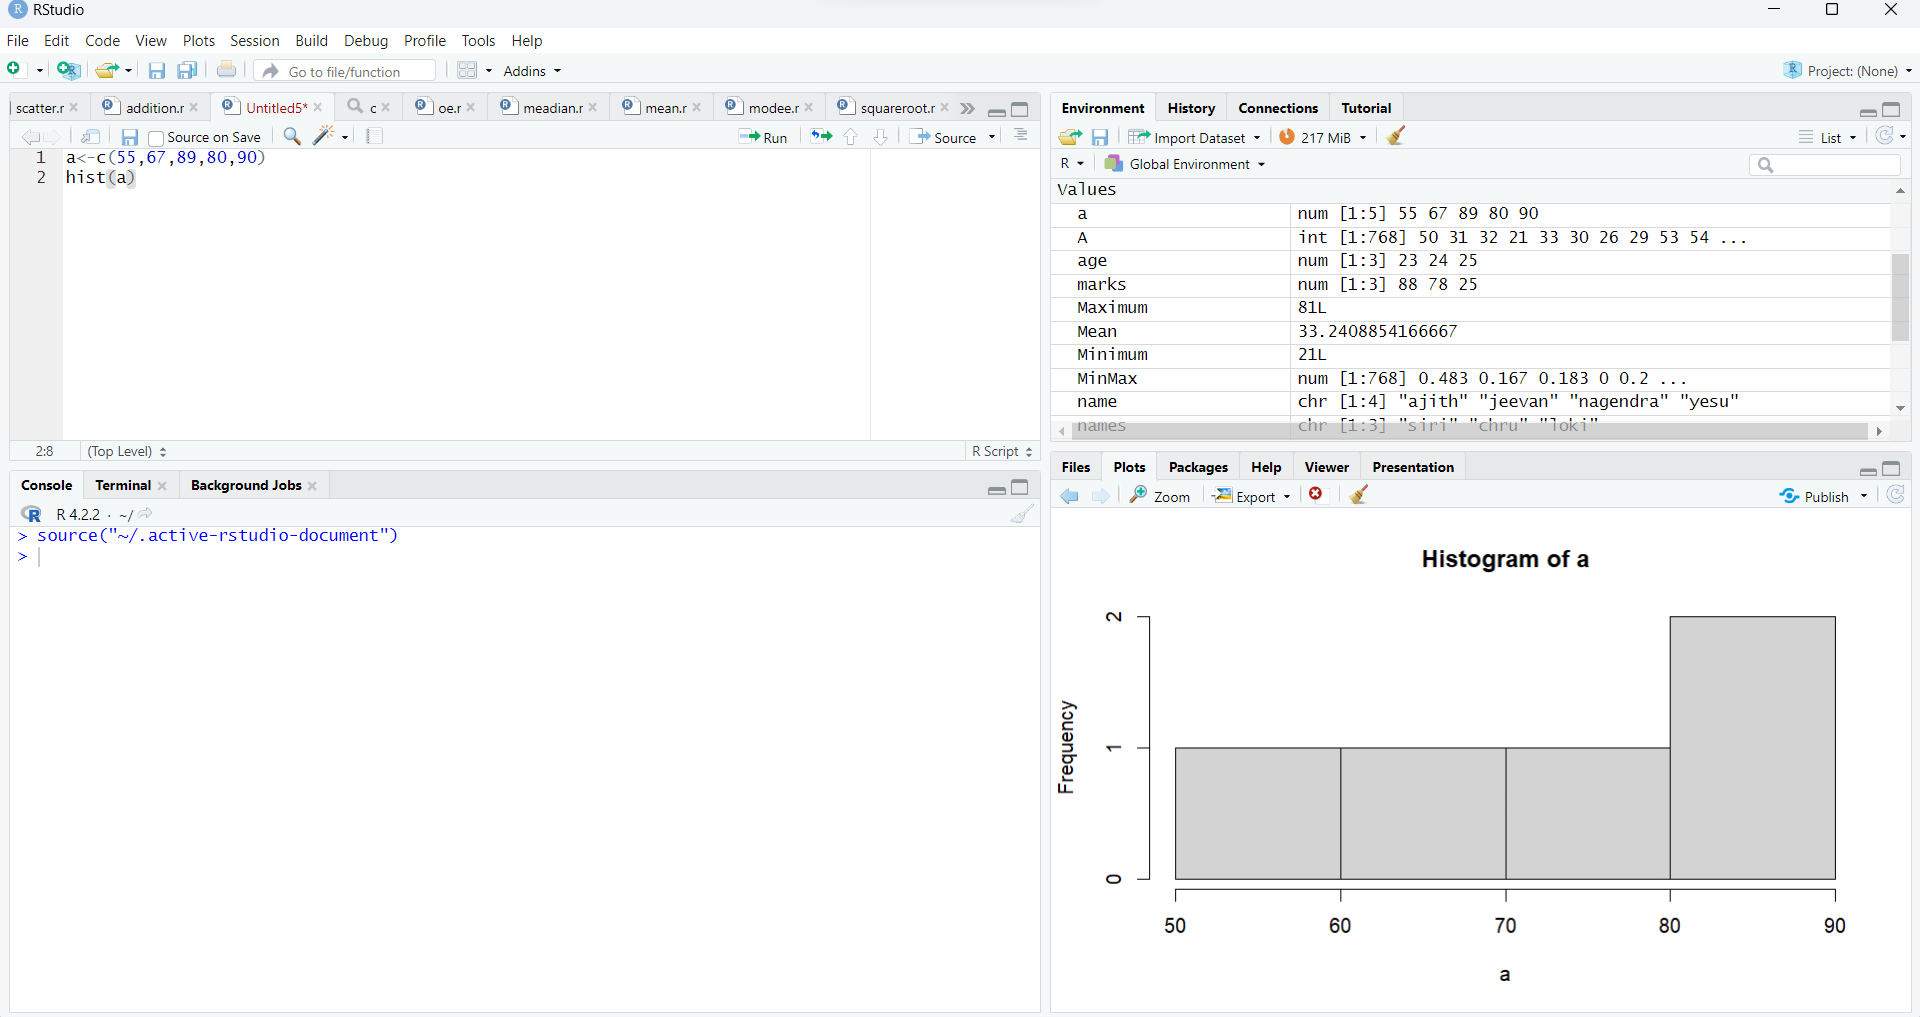 RStudio
File Edit Code View Plots Session Build Debug Profile Tools Help
Go to file/function Addins Project: (None)
scatter.r addition.r Untitled5* c oe.r meadian.r mean.r modee.r squareroot.r
Source on Save Run Source
1 a<-c(55,67,89,80,90)
2 hist(a)
2:8 (Top Level) R Script
Console Terminal Background Jobs
R 4.2.2 · ~/
> source("~/.active-rstudio-document")
>
Environment History Connections Tutorial
Import Dataset 217 MiB List
R Global Environment
Values
a num [1:5] 55 67 89 80 90
A int [1:768] 50 31 32 21 33 30 26 29 53 54 ...
age num [1:3] 23 24 25
marks num [1:3] 88 78 25
Maximum 81L
Mean 33.2408854166667
Minimum 21L
MinMax num [1:768] 0.483 0.167 0.183 0 0.2 ...
name chr [1:4] "ajith" "jeevan" "nagendra" "yesu"
names chr [1:3] "siri" "chru" "loki"
Files Plots Packages Help Viewer Presentation
Zoom Export Publish
Histogram of a
Frequency
2
1
0
50 60 70 80 90
a